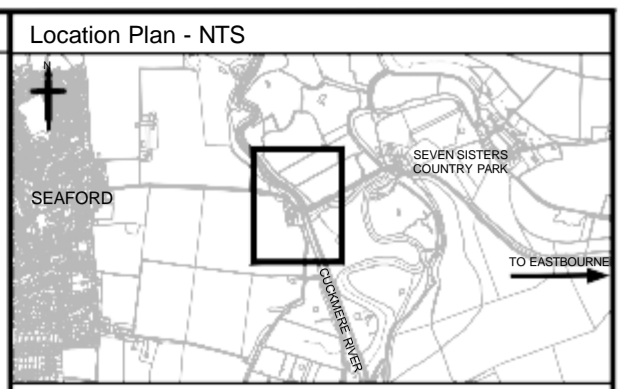 Location Plan - NTS
N
SEAFORD
SEVEN SISTERS
COUNTRY PARK
TO EASTBOURNE
CUCKMERE RIVER